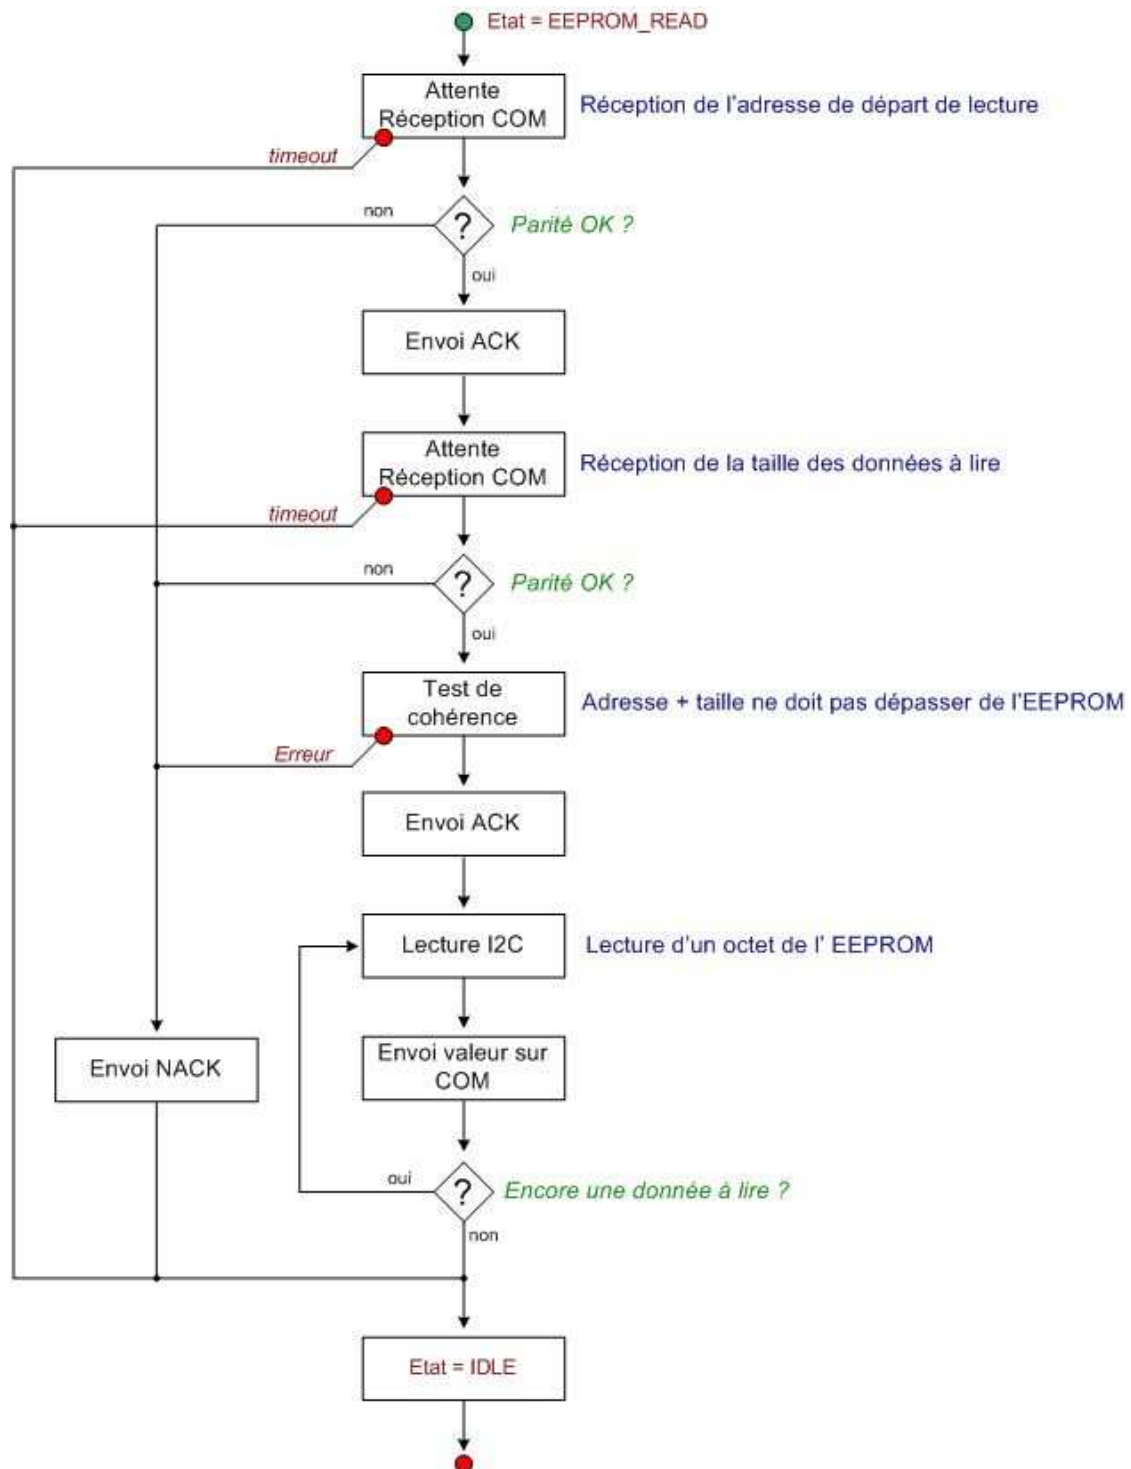 Etat = EEPROM_READ
Attente
Réception COM
Réception de l'adresse de départ de lecture
timeout
non
?
Parité OK ?
oui
Envoi ACK
Attente
Réception COM
Réception de la taille des données à lire
timeout
non
?
Parité OK ?
oui
Test de
cohérence
Adresse + taille ne doit pas dépasser de l'EEPROM
Erreur
Envoi ACK
Lecture I2C
Lecture d'un octet de l' EEPROM
Envoi NACK
Envoi valeur sur
COM
oui
?
Encore une donnée à lire ?
non
Etat = IDLE